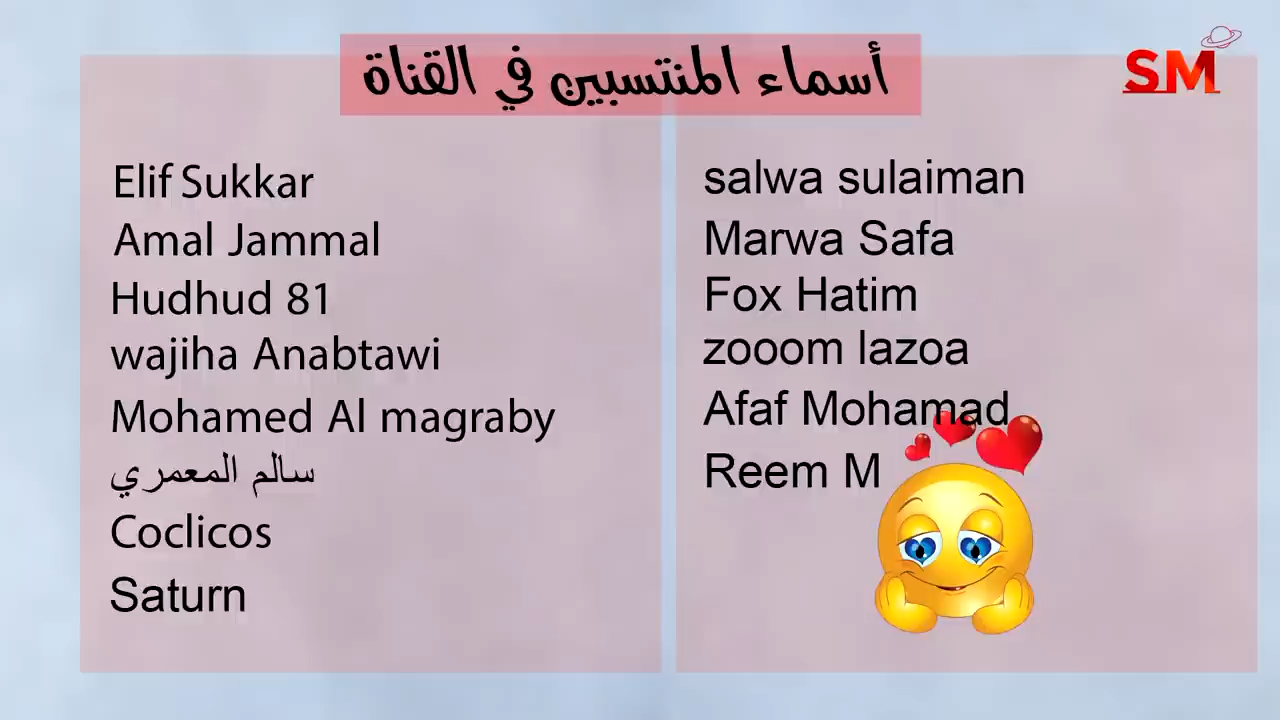 أسماء المنتسبين في القناة
SM
Elif Sukkar
Amal Jammal
Hudhud 81
wajiha Anabtawi
Mohamed Al magraby
سالم المعمري
Coclicos
Saturn
salwa sulaiman
Marwa Safa
Fox Hatim
zooom lazoa
Afaf Mohamad
Reem M